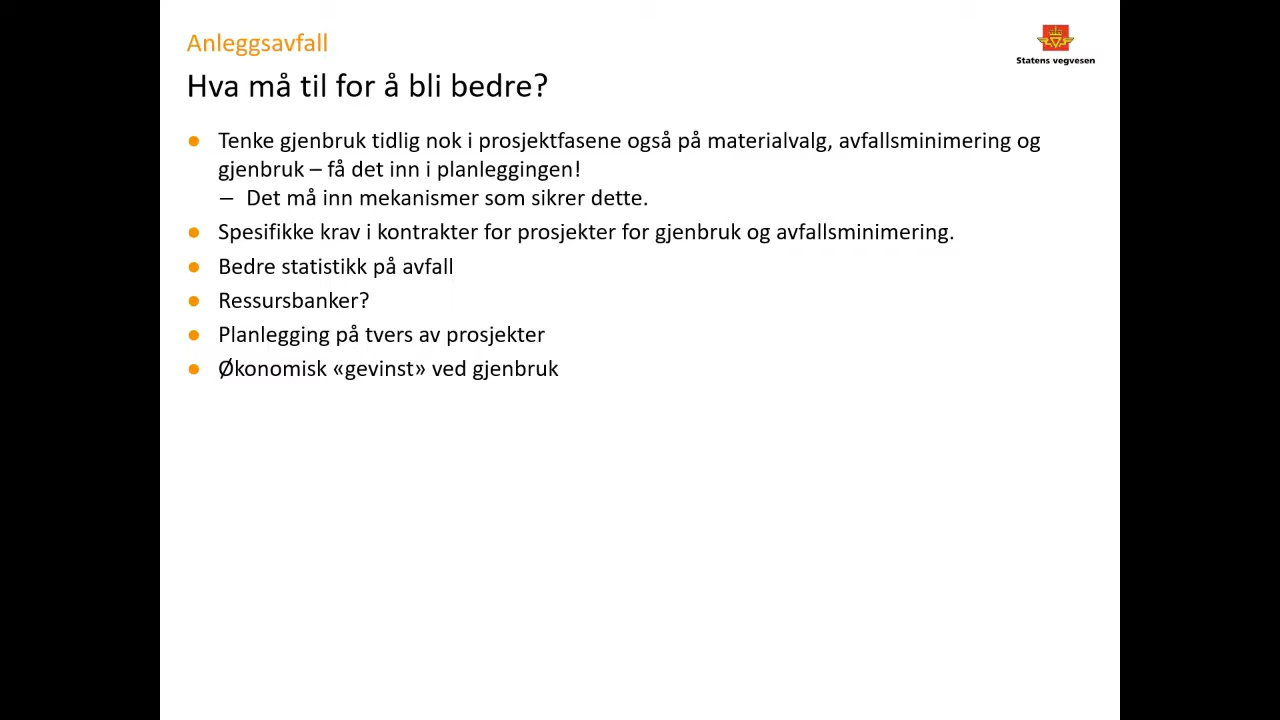 Anleggsavfall
Statens vegvesen
Hva må til for å bli bedre?
● Tenke gjenbruk tidlig nok i prosjektfasene også på materialvalg, avfallsminimering og
gjenbruk – få det inn i planleggingen!
– Det må inn mekanismer som sikrer dette.
● Spesifikke krav i kontrakter for prosjekter for gjenbruk og avfallsminimering.
● Bedre statistikk på avfall
● Ressursbanker?
● Planlegging på tvers av prosjekter
● Økonomisk «gevinst» ved gjenbruk